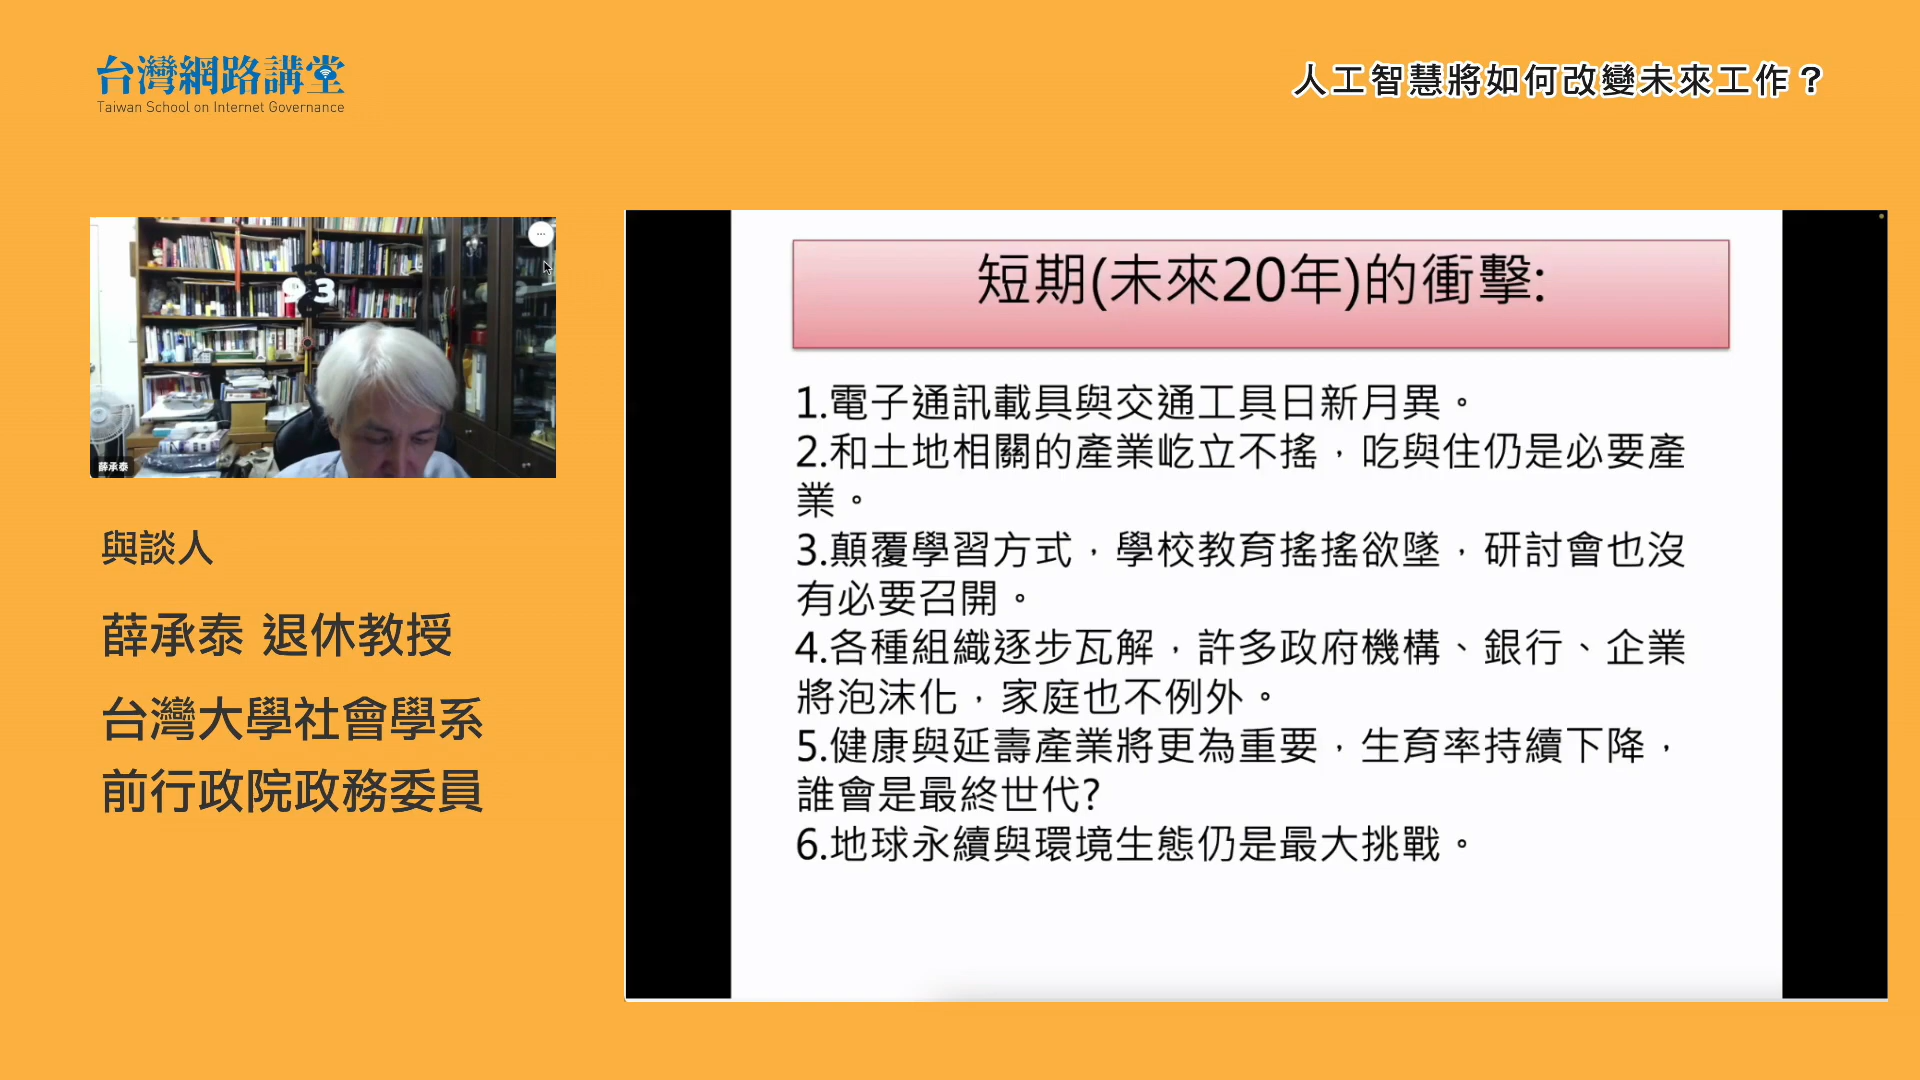 台灣網路講堂
Taiwan School on Internet Governance
人工智慧將如何改變未來工作？
93
薛承泰
與談人
薛承泰 退休教授
台灣大學社會學系
前行政院政務委員
短期(未來20年)的衝擊:
1.電子通訊載具與交通工具日新月異。
2.和土地相關的產業屹立不搖，吃與住仍是必要產
業。
3.顛覆學習方式，學校教育搖搖欲墜，研討會也沒
有必要召開。
4.各種組織逐步瓦解，許多政府機構、銀行、企業
將泡沫化，家庭也不例外。
5.健康與延壽產業將更為重要，生育率持續下降，
誰會是最終世代?
6.地球永續與環境生態仍是最大挑戰。